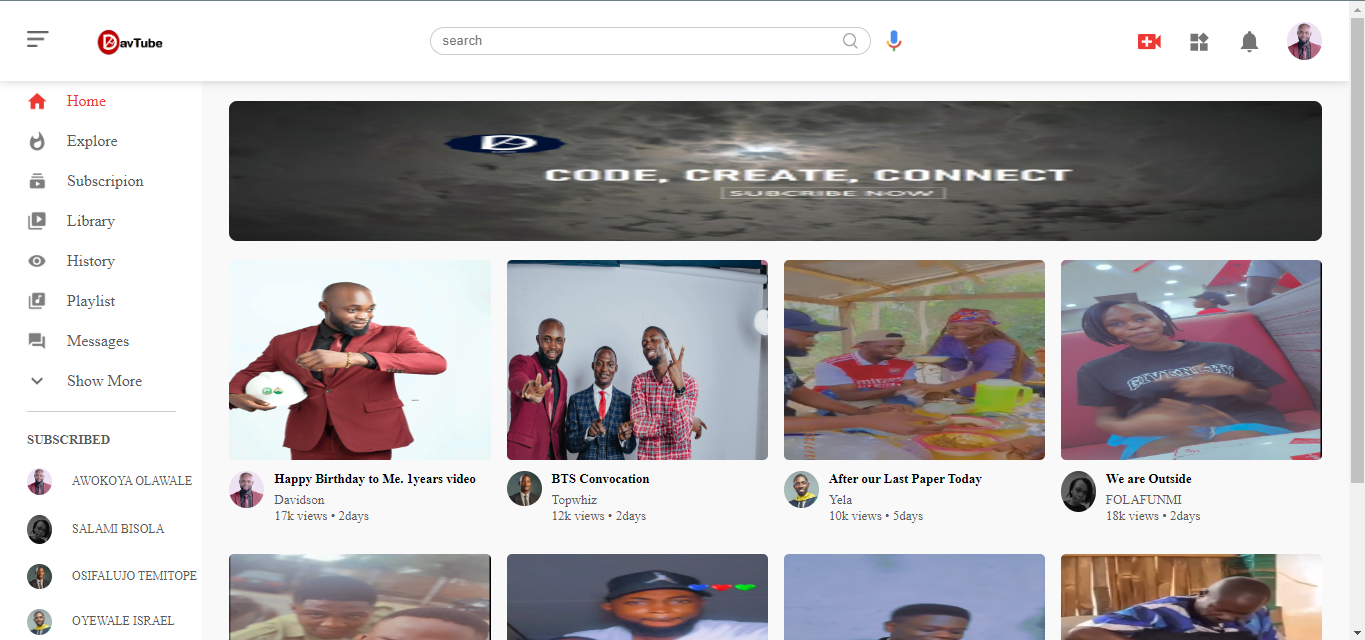 DavTube
search
Home
Explore
Subscripion
Library
History
Playlist
Messages
Show More
SUBSCRIBED
AWOKOYA OLAWALE
SALAMI BISOLA
OSIFALUJO TEMITOPE
OYEWALE ISRAEL
D
CODE, CREATE, CONNECT
SUBCRIBE NOW
Happy Birthday to Me. 1years video
Davidson
17k views • 2days
BTS Convocation
Topwhiz
12k views • 2days
After our Last Paper Today
Yela
10k views • 5days
We are Outside
FOLAFUNMI
18k views • 2days